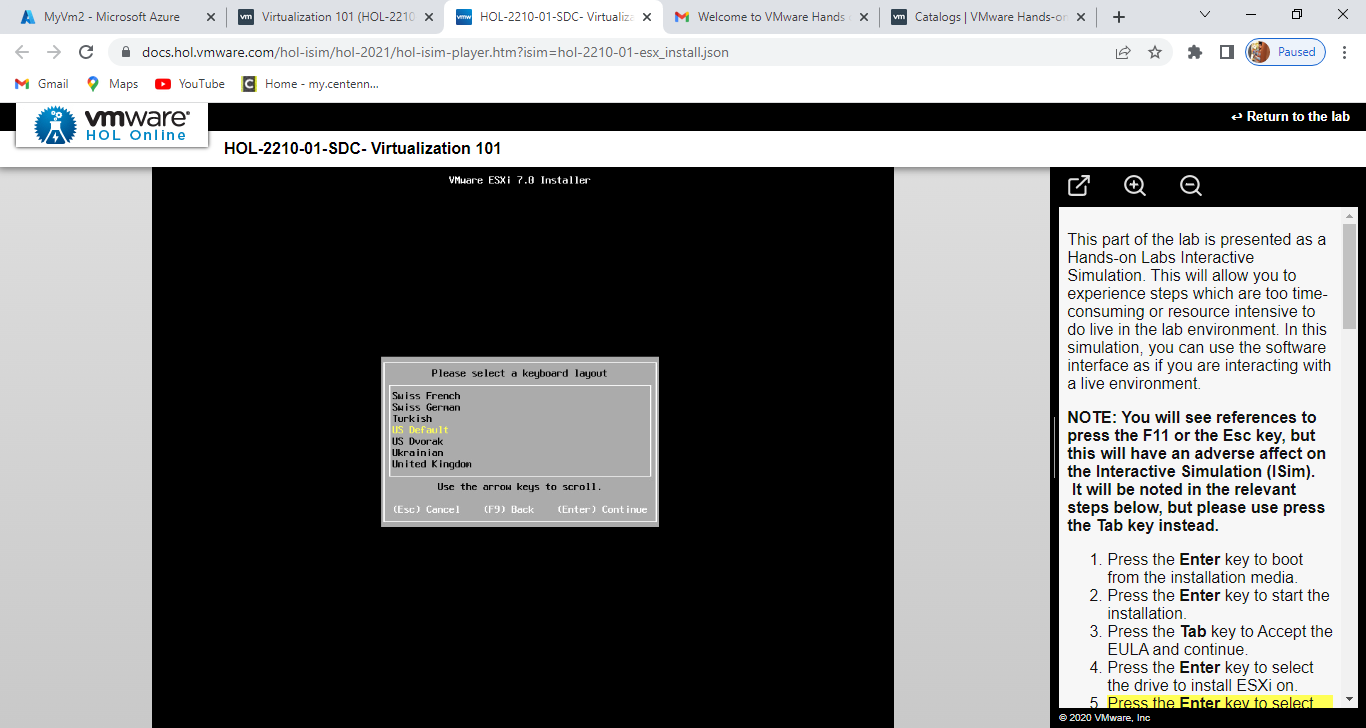 MyVm2 - Microsoft Azure
Virtualization 101 (HOL-2210
HOL-2210-01-SDC- Virtualiza
Welcome to VMware Hands
Catalogs | VMware Hands-on
docs.hol.vmware.com/hol-isim/hol-2021/hol-isim-player.htm?isim=hol-2210-01-esx_install.json
Paused
Gmail
Maps
YouTube
Home - my.centenn...
vmware®
HOL Online
Return to the lab
HOL-2210-01-SDC- Virtualization 101
VMware ESXi 7.0 Installer
Please select a keyboard layout
Swiss French
Swiss German
Turkish
US Default
US Dvorak
Ukrainian
United Kingdom
Use the arrow keys to scroll.
(Esc) Cancel (F9) Back (Enter) Continue
This part of the lab is presented as a
Hands-on Labs Interactive
Simulation. This will allow you to
experience steps which are too time-
consuming or resource intensive to
do live in the lab environment. In this
simulation, you can use the software
interface as if you are interacting with
a live environment.
NOTE: You will see references to
press the F11 or the Esc key, but
this will have an adverse affect on
the Interactive Simulation (ISim).
It will be noted in the relevant
steps below, but please use press
the Tab key instead.
1. Press the Enter key to boot
from the installation media.
2. Press the Enter key to start the
installation.
3. Press the Tab key to Accept the
EULA and continue.
4. Press the Enter key to select
the drive to install ESXi on.
5. Press the Enter key to select
© 2020 VMware, Inc